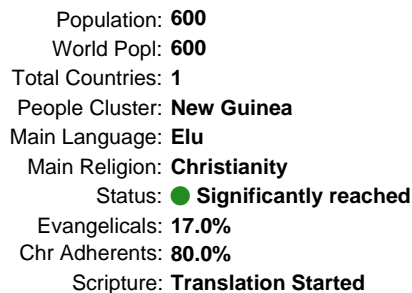 Population: 600
World Popl: 600
Total Countries: 1
People Cluster: New Guinea
Main Language: Elu
Main Religion: Christianity
Status: Significantly reached
Evangelicals: 17.0%
Chr Adherents: 80.0%
Scripture: Translation Started